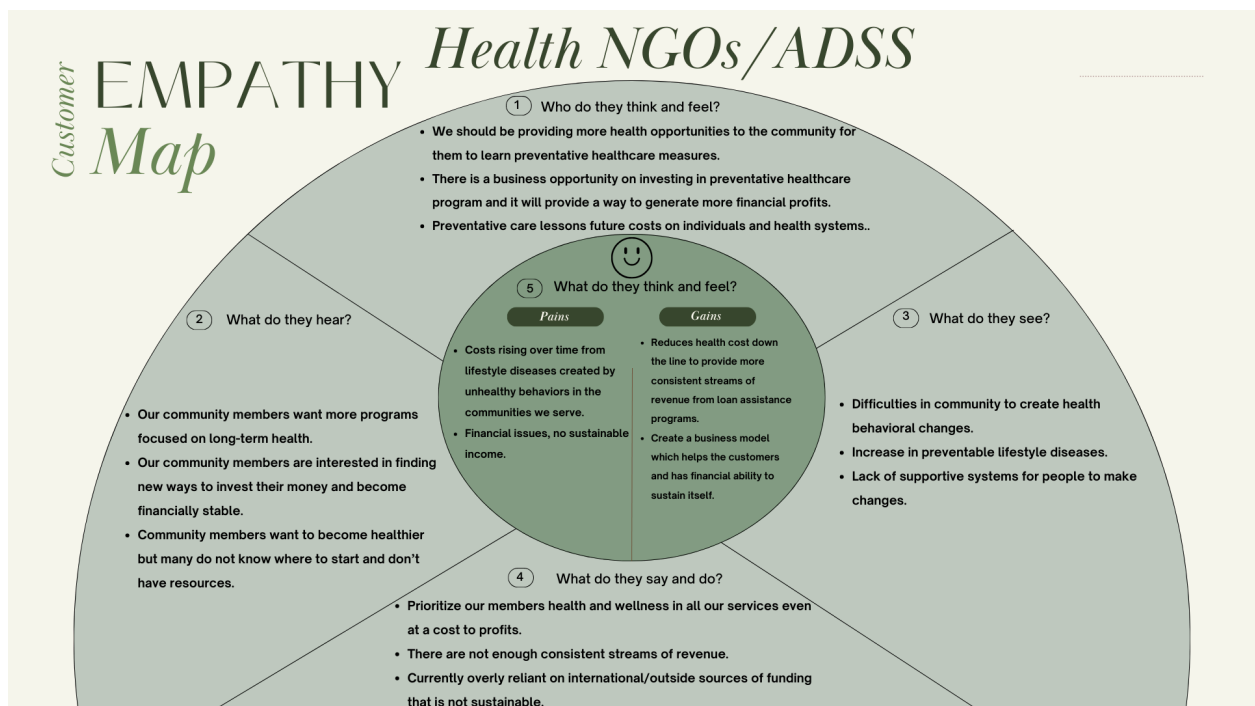 Health NGOs/ADSS
Customer
EMPATHY
Map
1 Who do they think and feel?
• We should be providing more health opportunities to the community for
them to learn preventative healthcare measures.
• There is a business opportunity on investing in preventative healthcare
program and it will provide a way to generate more financial profits.
• Preventative care lessons future costs on individuals and health systems..
2 What do they hear?
• Our community members want more programs
focused on long-term health.
• Our community members are interested in finding
new ways to invest their money and become
financially stable.
• Community members want to become healthier
but many do not know where to start and don’t
have resources.
5 What do they think and feel?
Pains
• Costs rising over time from
lifestyle diseases created by
unhealthy behaviors in the
communities we serve.
• Financial issues, no sustainable
income.
Gains
• Reduces health cost down
the line to provide more
consistent streams of
revenue from loan assistance
programs.
• Create a business model
which helps the customers
and has financial ability to
sustain itself.
3 What do they see?
• Difficulties in community to create health
behavioral changes.
• Increase in preventable lifestyle diseases.
• Lack of supportive systems for people to make
changes.
4 What do they say and do?
• Prioritize our members health and wellness in all our services even
at a cost to profits.
• There are not enough consistent streams of revenue.
• Currently overly reliant on international/outside sources of funding
that is not sustainable.